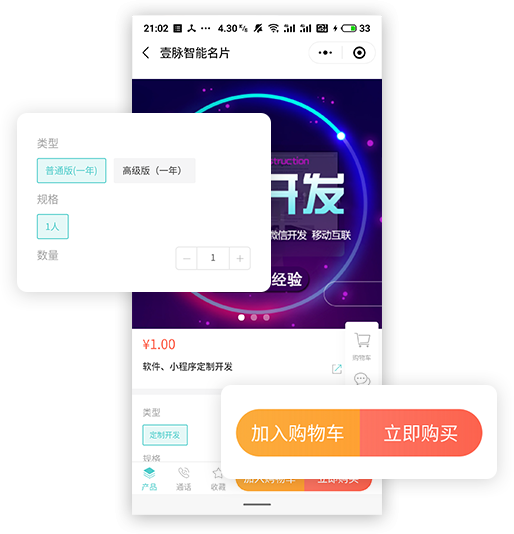 21:02 4.30 K/s 33
壹脉智能名片
类型
普通版(一年) 高级版（一年）
规格
1人
数量 1
struction
开发
微信开发 移动互联
经验
¥1.00
购物车
软件、小程序定制开发
加入购物车 立即购买
类型
定制开发
规格
产品 通话 收藏 加入购物车 立即购买